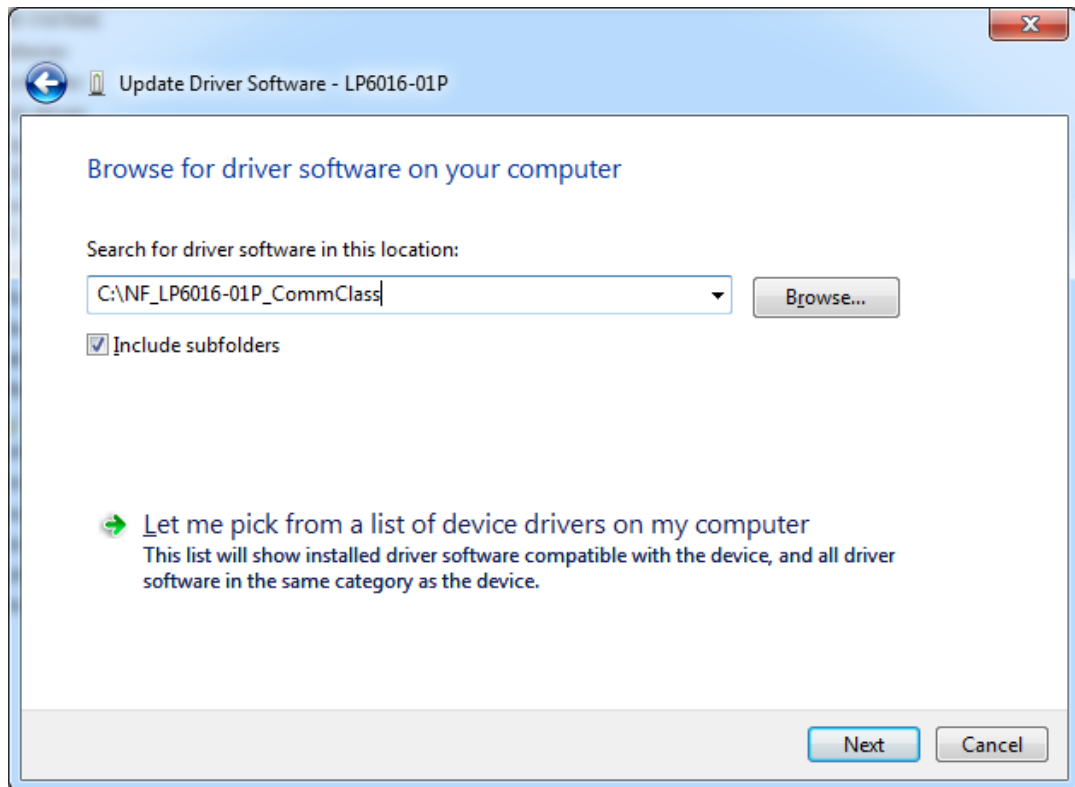 Update Driver Software - LP6016-01P
Browse for driver software on your computer
Search for driver software in this location:
C:\NF_LP6016-01P_CommClass
Browse...
Include subfolders
Let me pick from a list of device drivers on my computer
This list will show installed driver software compatible with the device, and all driver
software in the same category as the device.
Next
Cancel